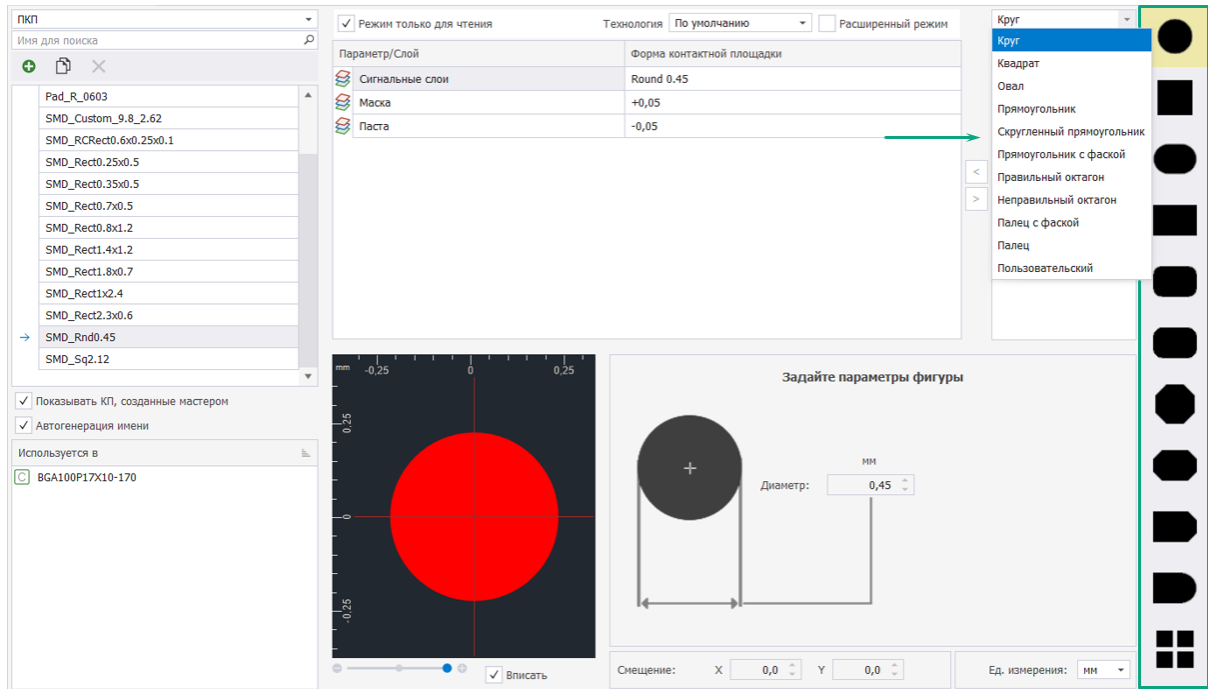 ПКП
Имя для поиска
Pad_R_0603
SMD_Custom_9.8_2.62
SMD_RCRect0.6x0.25x0.1
SMD_Rect0.25x0.5
SMD_Rect0.35x0.5
SMD_Rect0.7x0.5
SMD_Rect0.8x1.2
SMD_Rect1.4x1.2
SMD_Rect1.8x0.7
SMD_Rect1x2.4
SMD_Rect2.3x0.6
SMD_Rnd0.45
SMD_Sq2.12
Показывать КП, созданные мастером
Автогенерация имени
Используется в
C BGA100P17X10-170
Режим только для чтения Технология По умолчанию Расширенный режим
Параметр/Слой Форма контактной площадки
Сигнальные слои Round 0.45
Маска +0,05
Паста -0,05
<
>
Круг
Круг
Квадрат
Овал
Прямоугольник
Скругленный прямоугольник
Прямоугольник с фаской
Правильный октагон
Неправильный октагон
Палец с фаской
Палец
Пользовательский
mm -0,25 0 0,25
0,25
0
-0,25
Вписать
Задайте параметры фигуры
мм
Диаметр: 0,45
Смещение: X 0,0 Y 0,0
Ед. измерения: мм